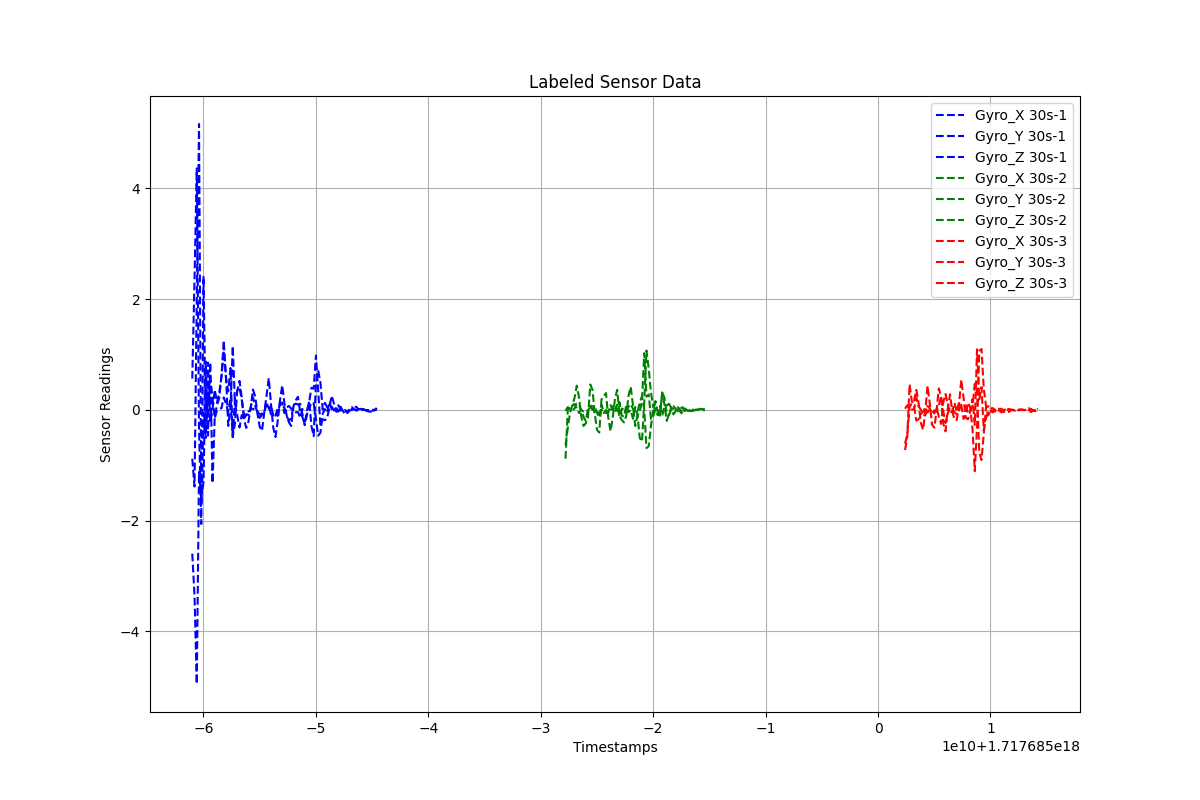 Labeled Sensor Data
Gyro_X 30s-1
Gyro_Y 30s-1
Gyro_Z 30s-1
Gyro_X 30s-2
Gyro_Y 30s-2
Gyro_Z 30s-2
Gyro_X 30s-3
Gyro_Y 30s-3
Gyro_Z 30s-3
Sensor Readings
4
2
0
−2
−4
−6 −5 −4 −3 −2 −1 0 1
Timestamps
1e10+1.717685e18